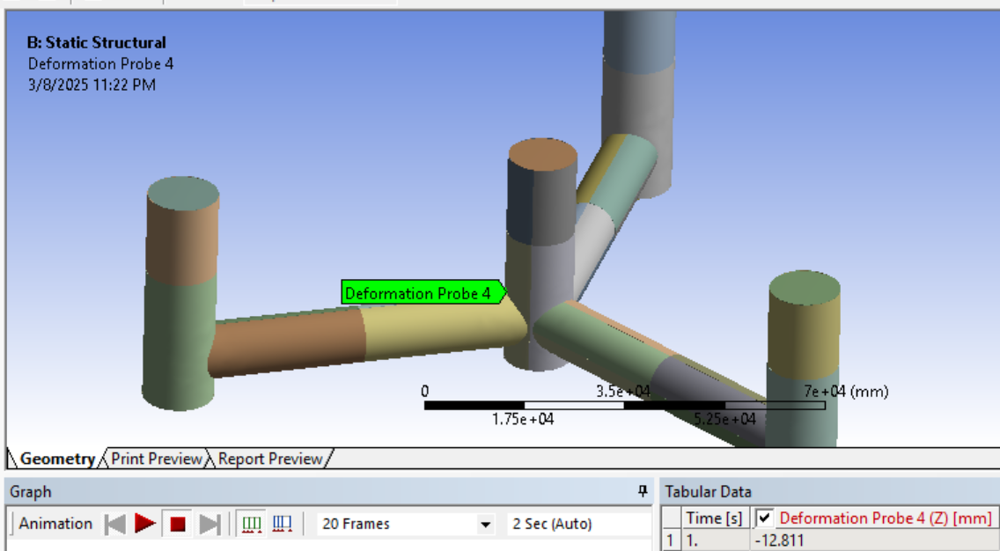 B: Static Structural
Deformation Probe 4
3/8/2025 11:22 PM
Deformation Probe 4
0 3.5e+04 7e+04 (mm)
1.75e+04 5.25e+04
Geometry Print Preview Report Preview
Graph
Animation 20 Frames 2 Sec (Auto)
Tabular Data
Time [s] Deformation Probe 4 (Z) [mm]
1 1. -12.811